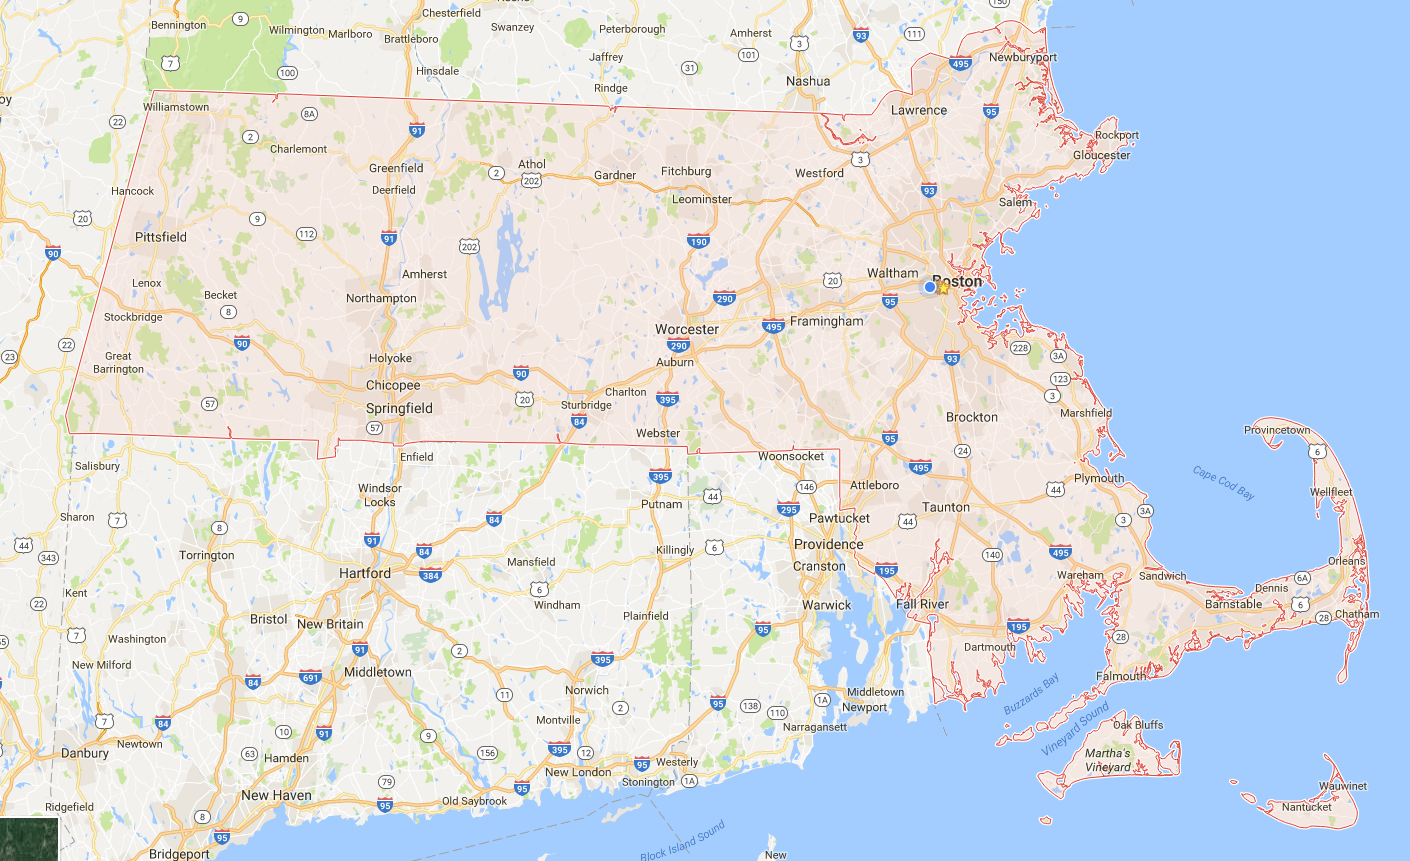 150
Chesterfield
Bennington
9
Wilmington
Marlboro
Brattleboro
Swanzey
Peterborough
Amherst
93
111
3
7
100
Hinsdale
Jaffrey
31
101
Nashua
Rindge
495
Newburyport
Williamstown
22
8A
91
Lawrence
95
2
Charlemont
Rockport
Gloucester
3
Athol
Greenfield
2
202
Gardner
Fitchburg
Westford
Hancock
Deerfield
Leominster
93
Salem
20
9
112
Pittsfield
91
202
190
90
Amherst
Waltham
Boston
20
Lenox
Becket
Northampton
290
95
8
Stockbridge
Worcester
495
Framingham
22
90
290
23
228
3A
Great
Barrington
Holyoke
Auburn
93
90
123
Chicopee
Charlton
3
57
20
395
Springfield
Sturbridge
Marshfield
84
Brockton
57
Webster
95
Provincetown
24
6
Salisbury
Enfield
Woonsocket
495
395
Plymouth
Cape Cod Bay
Windsor
Locks
146
Attleboro
44
Wellfleet
44
Putnam
295
Taunton
3A
Sharon
7
84
Pawtucket
44
3
8
91
44
343
84
Killingly
6
Providence
140
495
Torrington
Mansfield
Cranston
Orleans
Hartford
384
195
Wareham
Sandwich
6A
Kent
6
Dennis
22
Windham
Warwick
Fall River
Barnstable
6
Bristol
Plainfield
28
Chatham
New Britain
95
195
7
Washington
28
91
2
Dartmouth
New Milford
395
Middletown
Falmouth
84
691
11
Norwich
Middletown
Buzzards Bay
2
95
138
110
1A
Newport
7
84
Montville
Narragansett
Vineyard Sound
Oak Bluffs
10
91
9
Danbury
Newtown
63
Hamden
156
395
12
95
Westerly
Martha's
Vineyard
New London
Stonington
1A
79
95
Wauwinet
New Haven
95
Old Saybrook
Nantucket
Ridgefield
8
95
Block Island Sound
Bridgeport
New